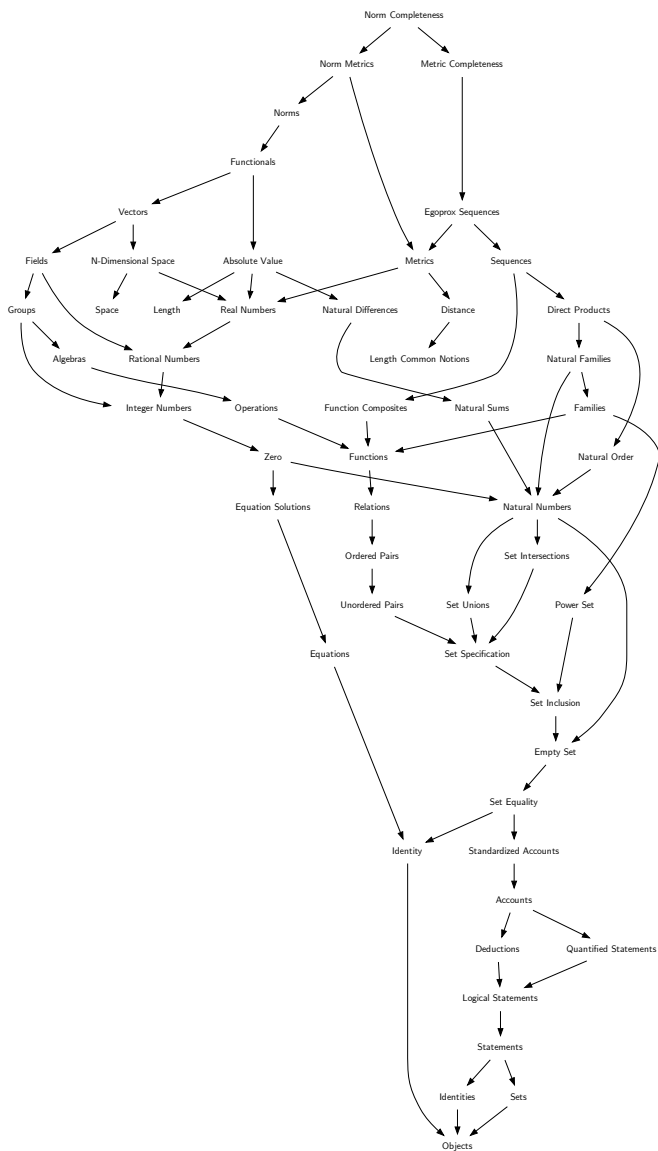 Norm Completeness
Norm Metrics
Metric Completeness
Norms
Functionals
Vectors
Egoprox Sequences
Fields
N-Dimensional Space
Absolute Value
Metrics
Sequences
Groups
Space
Length
Real Numbers
Natural Differences
Distance
Direct Products
Algebras
Rational Numbers
Length Common Notions
Natural Families
Integer Numbers
Operations
Function Composites
Natural Sums
Families
Zero
Functions
Natural Order
Equation Solutions
Relations
Natural Numbers
Ordered Pairs
Set Intersections
Unordered Pairs
Set Unions
Power Set
Equations
Set Specification
Set Inclusion
Empty Set
Set Equality
Identity
Standardized Accounts
Accounts
Deductions
Quantified Statements
Logical Statements
Statements
Identities
Sets
Objects